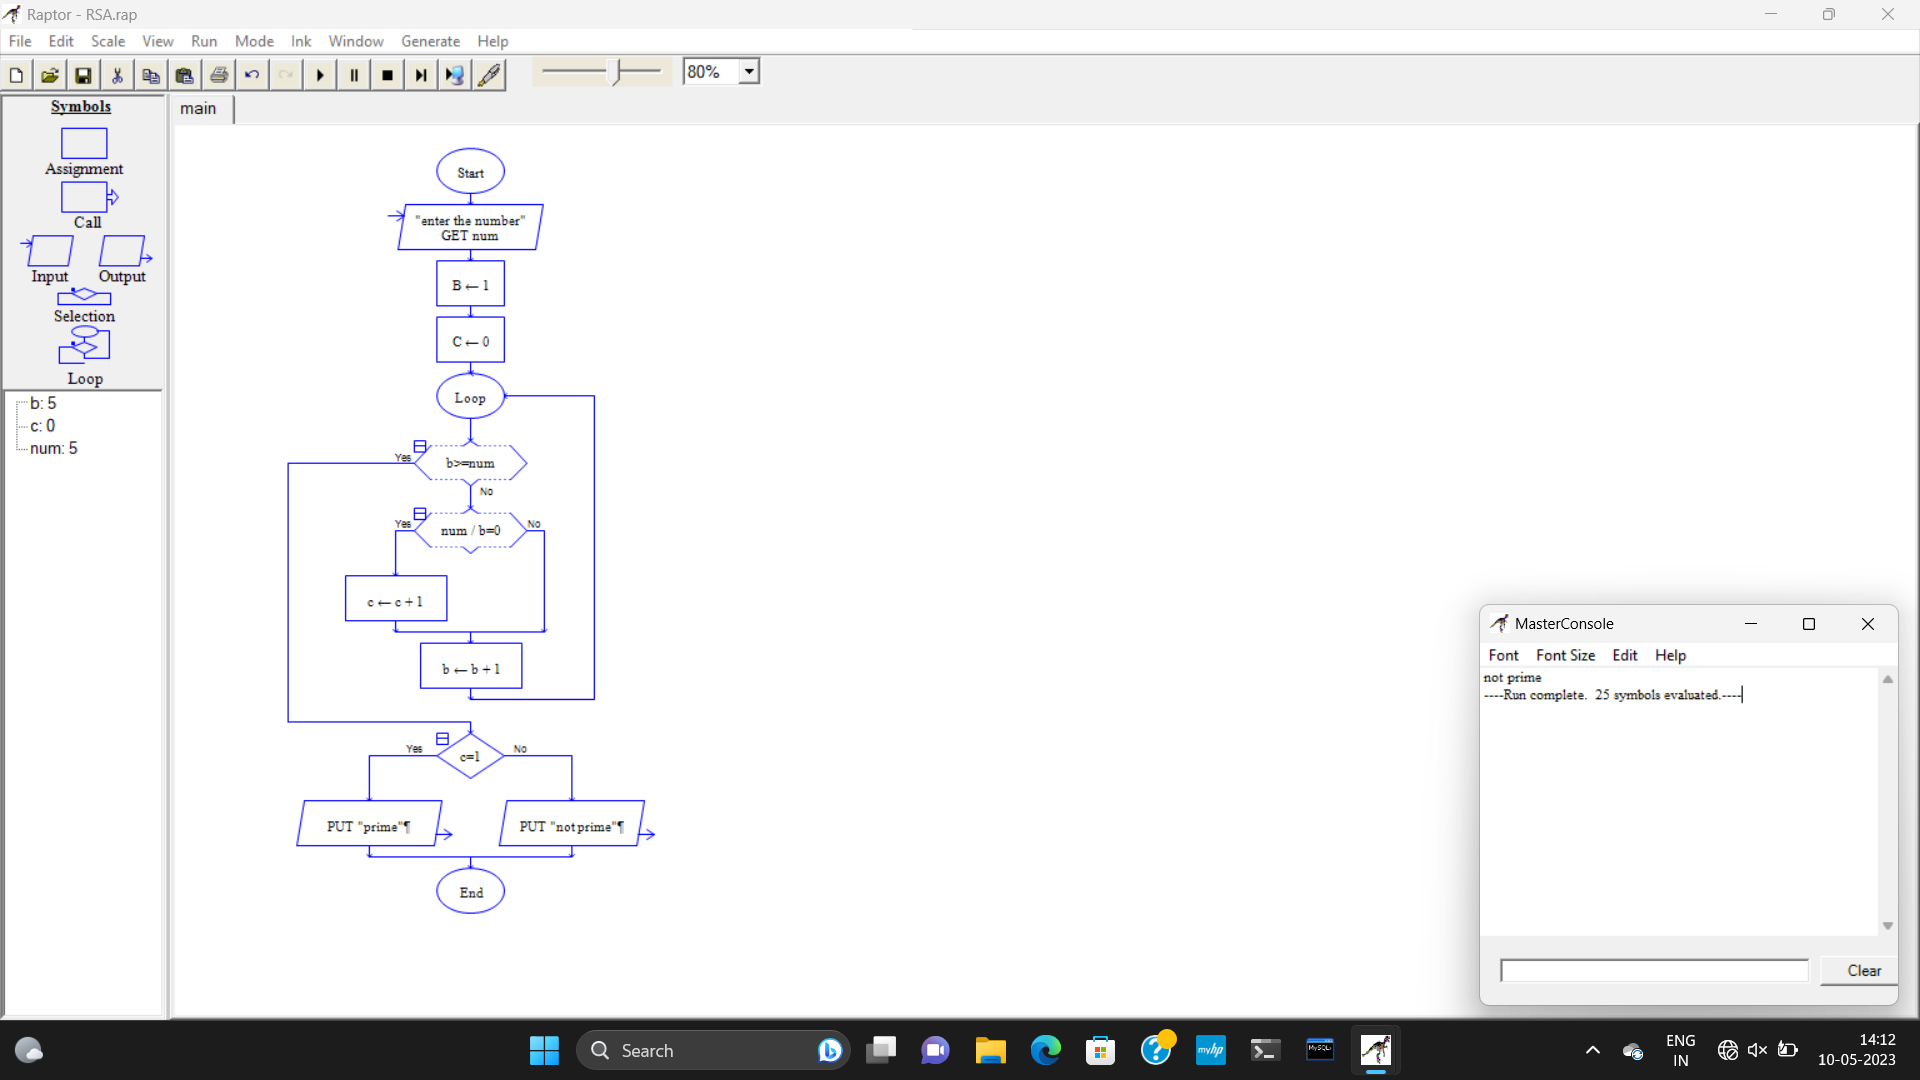 Raptor - RSA.rap
File Edit Scale View Run Mode Ink Window Generate Help
80%
Symbols
main
Assignment
Call
Input Output
Selection
Loop
b: 5
c: 0
num: 5
Start
"enter the number"
GET num
B ← 1
C ← 0
Loop
Yes
b>=num
No
Yes
num / b=0
No
c ← c + 1
b ← b + 1
Yes
c=1
No
PUT "prime"¶
PUT "not prime"¶
End
MasterConsole
Font Font Size Edit Help
not prime
----Run complete. 25 symbols evaluated.----
Clear
Search
myhp
MySQL
ENG
IN
14:12
10-05-2023